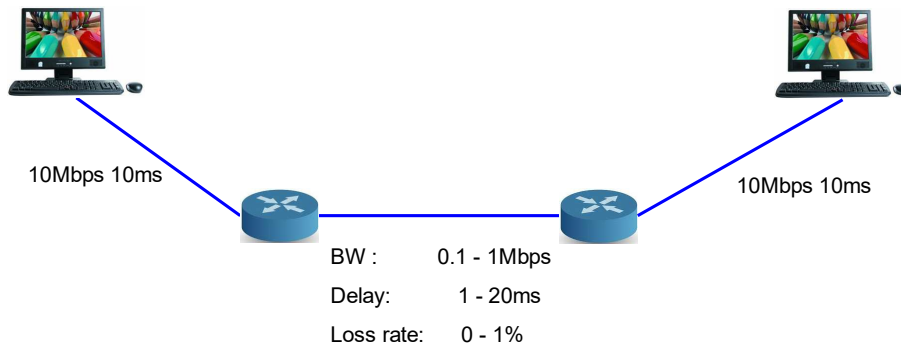 10Mbps 10ms
10Mbps 10ms
BW : 0.1 - 1Mbps
Delay: 1 - 20ms
Loss rate: 0 - 1%